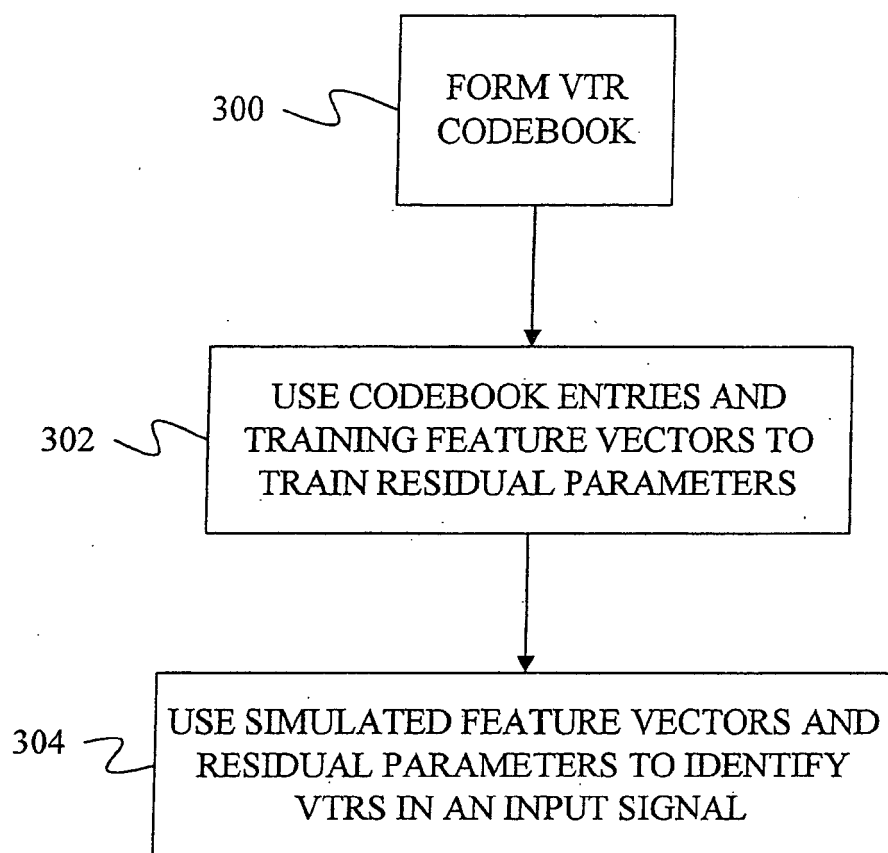 300
FORM VTR
CODEBOOK
302
USE CODEBOOK ENTRIES AND
TRAINING FEATURE VECTORS TO
TRAIN RESIDUAL PARAMETERS
304
USE SIMULATED FEATURE VECTORS AND
RESIDUAL PARAMETERS TO IDENTIFY
VTRS IN AN INPUT SIGNAL